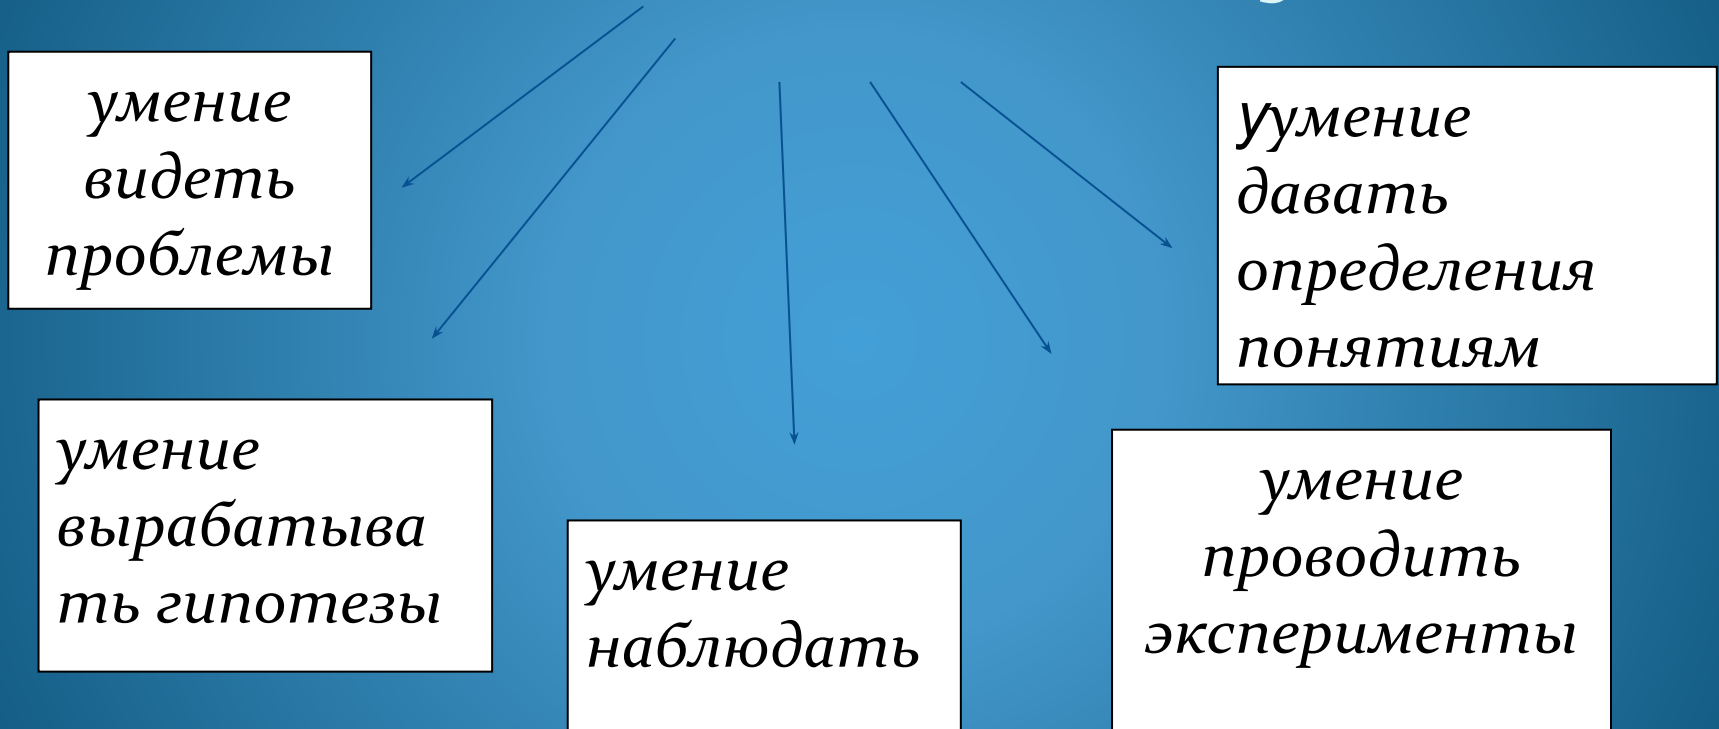 умение
видеть
проблемы
уумение
давать
определения
понятиям
умение
вырабатыва
ть гипотезы
умение
наблюдать
умение
проводить
эксперименты